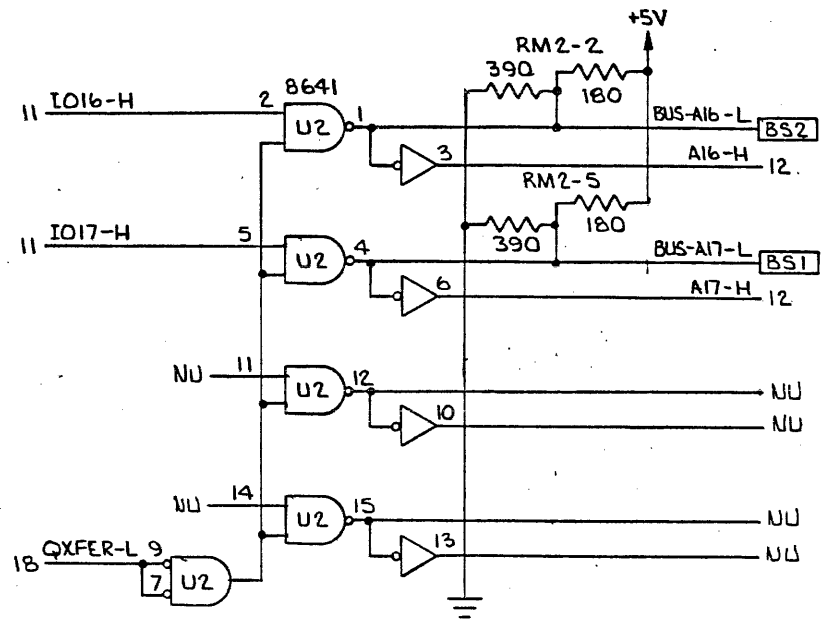 +5V
RM2-2
390
180
8641
11 IO16-H 2 U2 1 BUS-A16-L BS2
3 A16-H 12
RM2-5
180
390
11 IO17-H 5 U2 4 BUS-A17-L BS1
6 A17-H 12
NU 11 U2 12 NU
10 NU
NU 14 U2 15 NU
13 NU
18 QXFER-L 9
7 U2